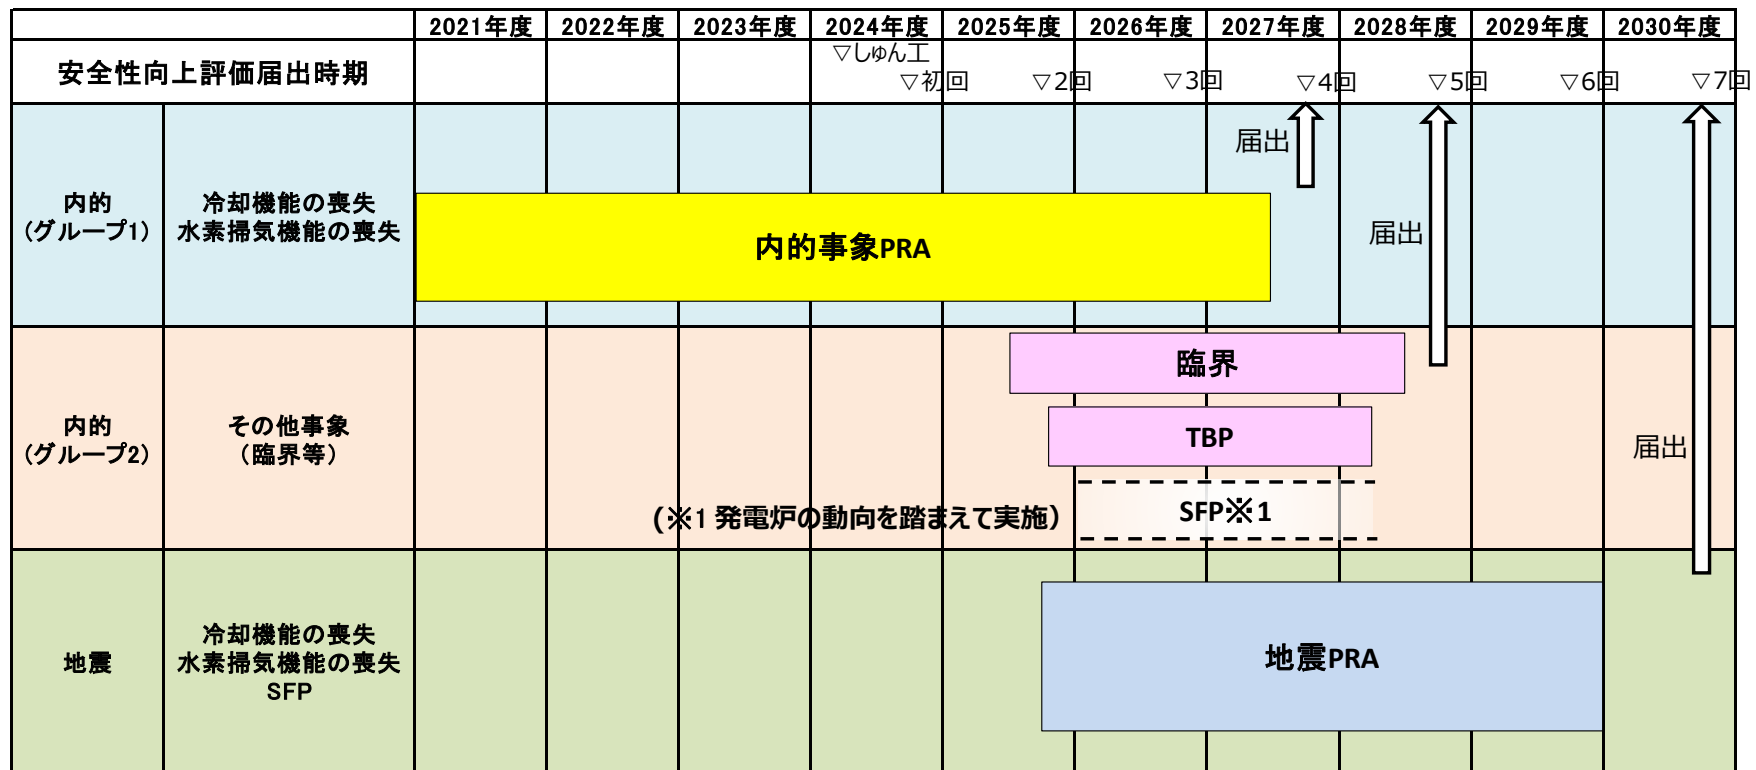 2021年度 2022年度 2023年度 2024年度 2025年度 2026年度 2027年度 2028年度 2029年度 2030年度
安全性向上評価届出時期
▽しゅん工
▽初回 ▽2回 ▽3回 ▽4回 ▽5回 ▽6回 ▽7回
内的
(グループ1)
冷却機能の喪失
水素掃気機能の喪失
内的事象PRA
届出
届出
内的
(グループ2)
その他事象
(臨界等)
臨界
TBP
SFP※1
(※1 発電炉の動向を踏まえて実施)
届出
地震
冷却機能の喪失
水素掃気機能の喪失
SFP
地震PRA